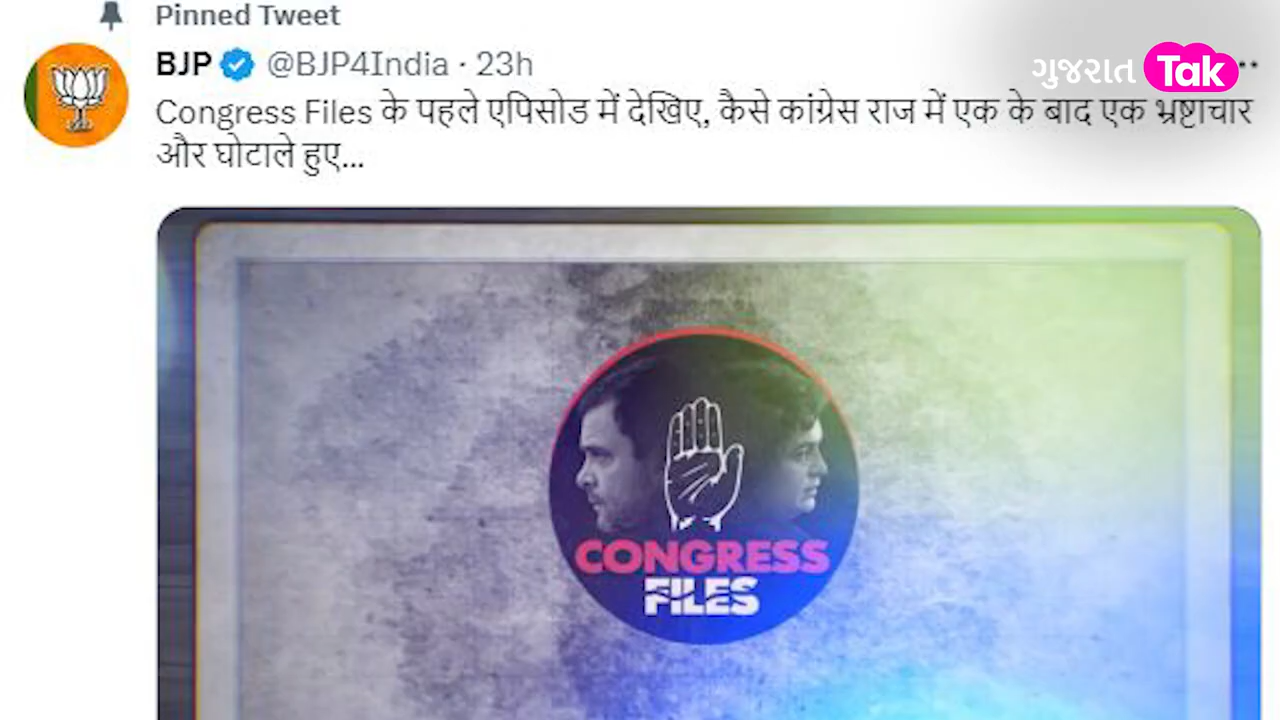 Pinned Tweet
BJP @BJP4India · 23h
ગુજરાત Tak
Congress Files के पहले एपिसोड में देखिए, कैसे कांग्रेस राज में एक के बाद एक भ्रष्टाचार
और घोटाले हुए...
CONGRESS
FILES